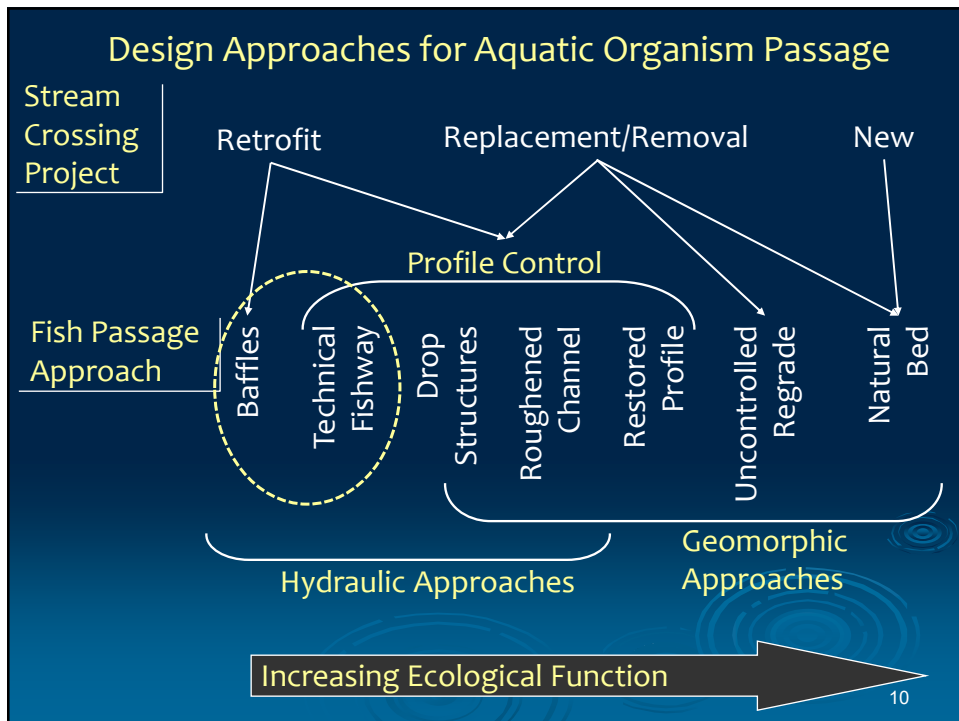 Design Approaches for Aquatic Organism Passage
Stream
Crossing
Project
Retrofit
Replacement/Removal
New
Profile Control
Fish Passage
Approach
Baffles
Technical
Fishway
Drop
Structures
Roughened
Channel
Restored
Profile
Uncontrolled
Regrade
Natural
Bed
Hydraulic Approaches
Geomorphic
Approaches
Increasing Ecological Function
10